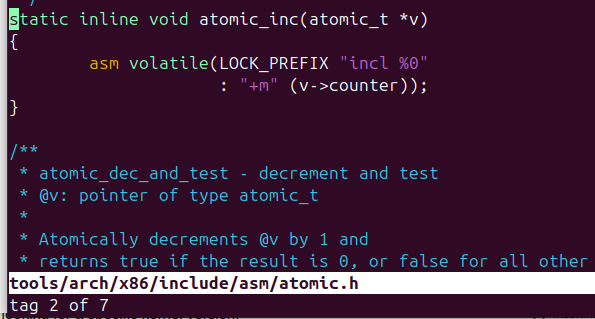 static inline void atomic_inc(atomic_t *v)
{
        asm volatile(LOCK_PREFIX "incl %0"
                     : "+m" (v->counter));
}
/**
 * atomic_dec_and_test - decrement and test
 * @v: pointer of type atomic_t
 *
 * Atomically decrements @v by 1 and
 * returns true if the result is 0, or false for all other
tools/arch/x86/include/asm/atomic.h
tag 2 of 7